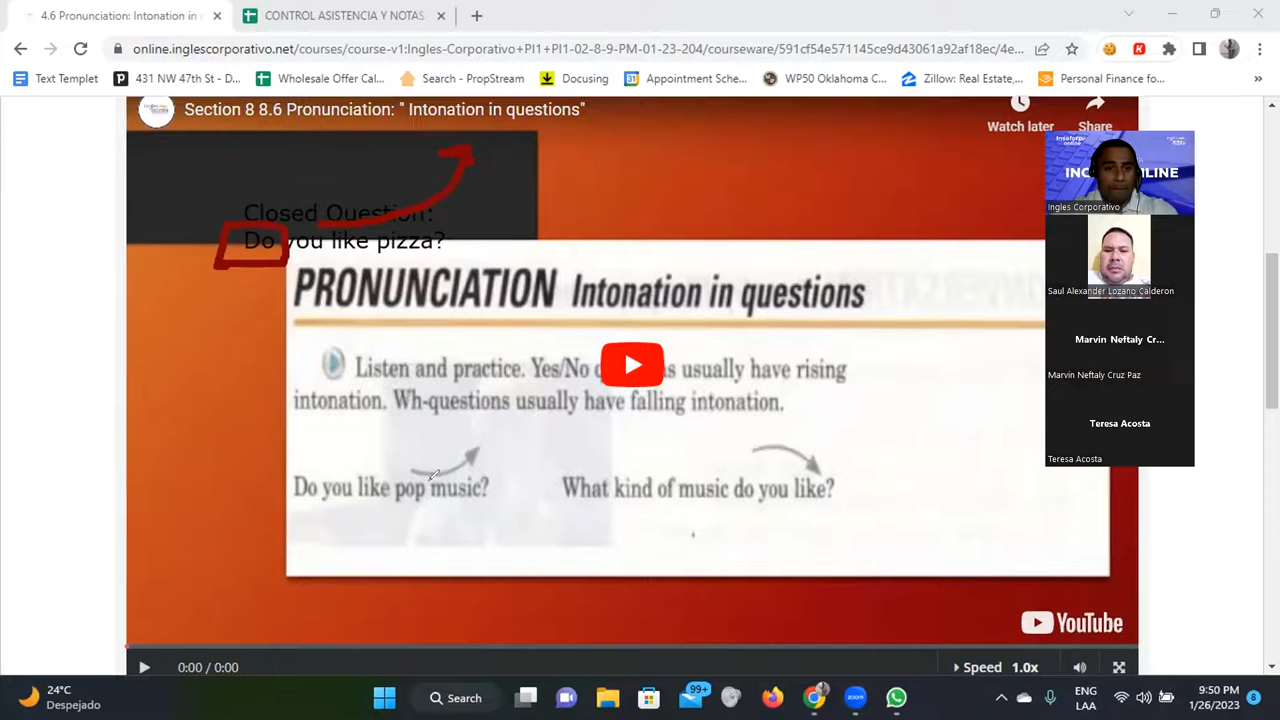 4.6 Pronunciation: Intonation in
CONTROL ASISTENCIA Y NOTAS
online.inglescorporativo.net/courses/course-v1:Ingles-Corporativo+PI1+PI1-02-8-9-PM-01-23-204/courseware/591cf54e571145ce9d43061a92af18ec/4e...
Text Templet
431 NW 47th St - D...
Wholesale Offer Cal...
Search - PropStream
Docusing
Appointment Sche...
WP50 Oklahoma C...
Zillow: Real Estate,...
Personal Finance fo...
Section 8 8.6 Pronunciation: " Intonation in questions"
Watch later
Share
INC ONLINE
Ingles Corporativo
Saul Alexander Lozano Calderon
Marvin Neftaly Cr...
Marvin Neftaly Cruz Paz
Teresa Acosta
Teresa Acosta
Closed Question:
Do you like pizza?
PRONUNCIATION Intonation in questions
Listen and practice. Yes/No usually have rising
intonation. Wh-questions usually have falling intonation.
Do you like pop music?
What kind of music do you like?
YouTube
0:00 / 0:00
Speed 1.0x
24°C
Despejado
Search
99+
ENG
LAA
9:50 PM
1/26/2023
8